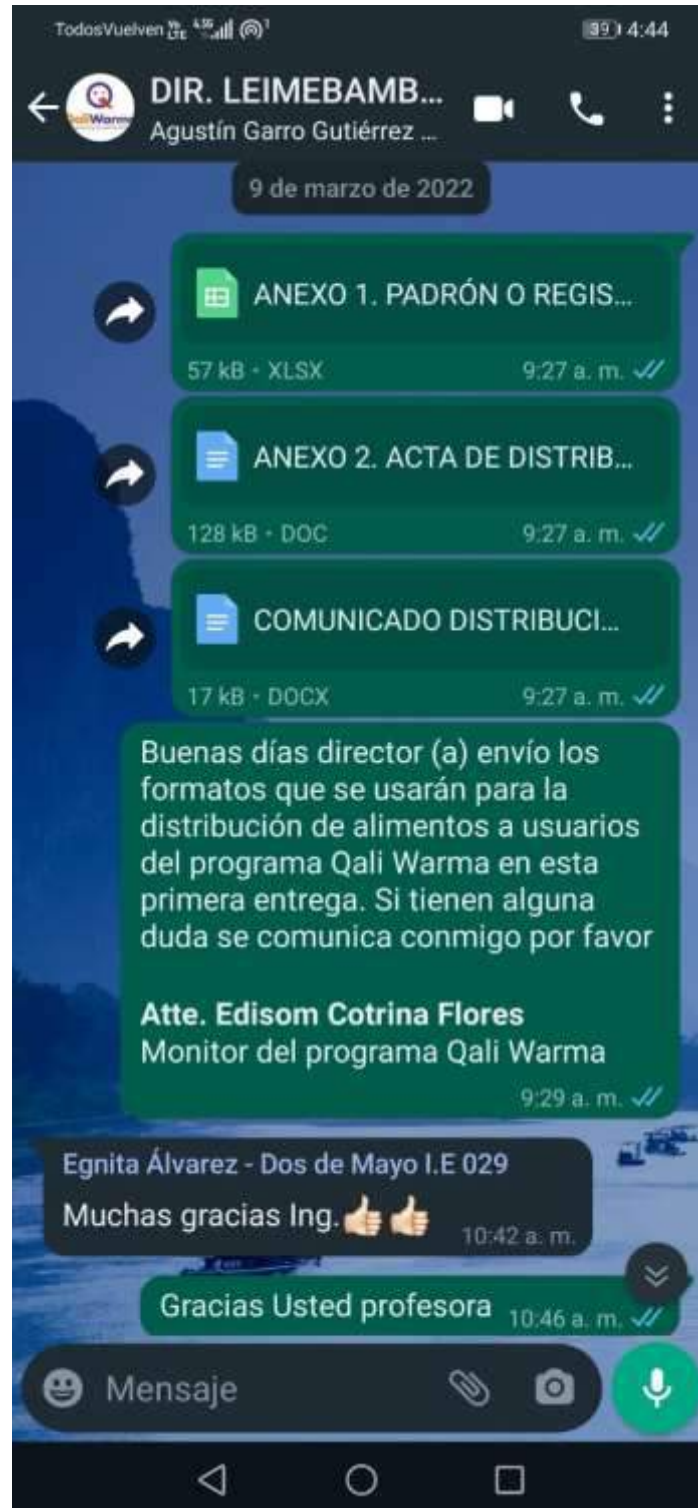 TodosVuelven
39 4:44
DIR. LEIMEBAMB...
Agustín Garro Gutiérrez ...
9 de marzo de 2022
ANEXO 1. PADRÓN O REGIS...
57 kB • XLSX 9:27 a. m.
ANEXO 2. ACTA DE DISTRIB...
128 kB • DOC 9:27 a. m.
COMUNICADO DISTRIBUCI...
17 kB • DOCX 9:27 a. m.
Buenas días director (a) envío los
formatos que se usarán para la
distribución de alimentos a usuarios
del programa Qali Warma en esta
primera entrega. Si tienen alguna
duda se comunica conmigo por favor
Atte. Edisom Cotrina Flores
Monitor del programa Qali Warma
9:29 a. m.
Egnita Álvarez - Dos de Mayo I.E 029
Muchas gracias Ing.👍🏻👍🏻 10:42 a. m.
Gracias Usted profesora 10:46 a. m.
Mensaje